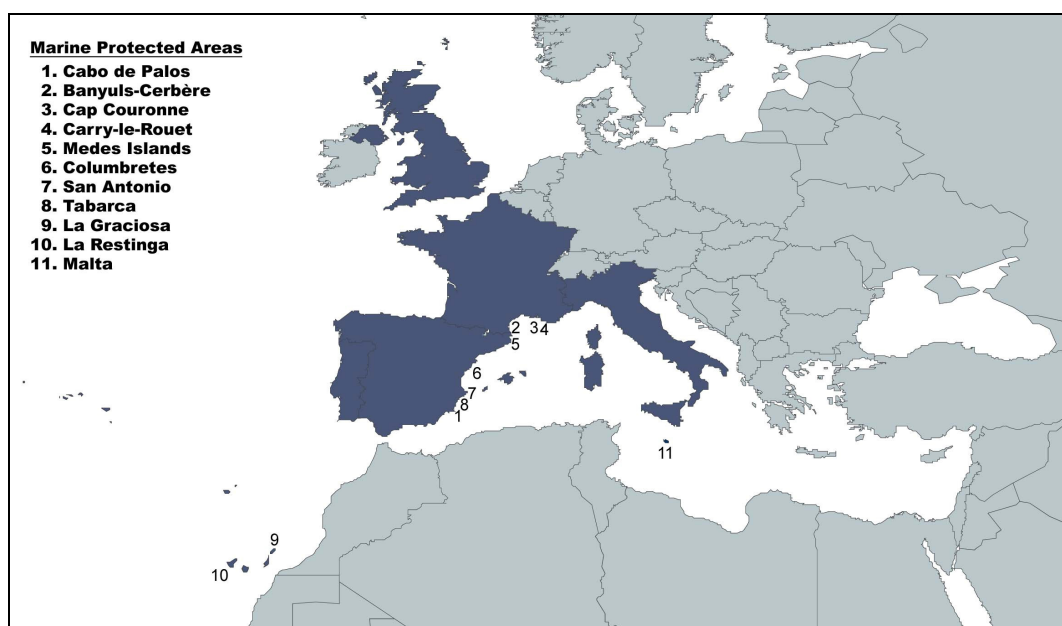 Marine Protected Areas
1. Cabo de Palos
2. Banyuls-Cerbère
3. Cap Couronne
4. Carry-le-Rouet
5. Medes Islands
6. Columbretes
7. San Antonio
8. Tabarca
9. La Graciosa
10. La Restinga
11. Malta
2 3 4
5
6
7
8
1
11
9
10